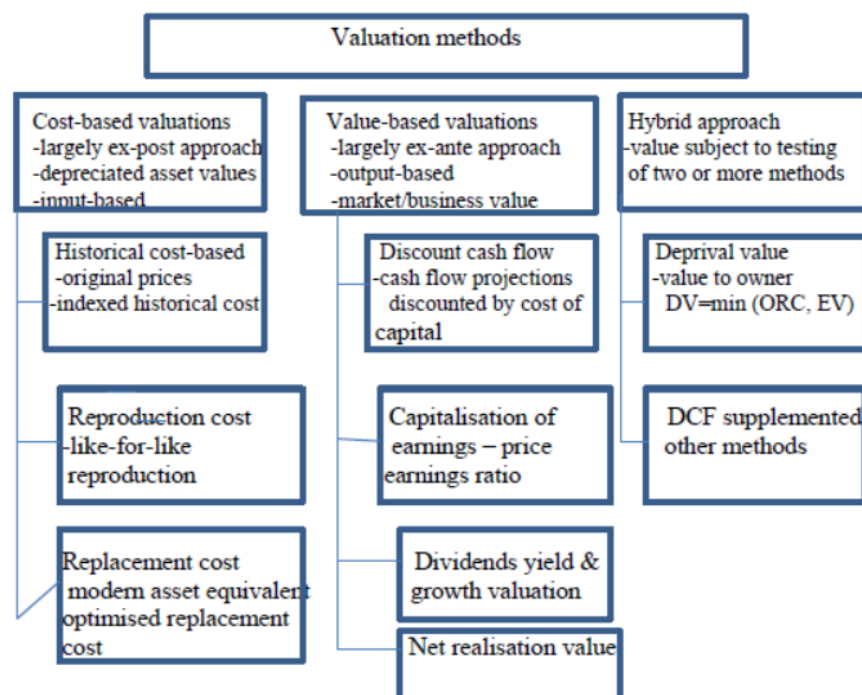 Valuation methods
Cost-based valuations
-largely ex-post approach
-depreciated asset values
-input-based
Historical cost-based
-original prices
-indexed historical cost
Reproduction cost
-like-for-like
reproduction
Replacement cost
modern asset equivalent
optimised replacement
cost
Value-based valuations
-largely ex-ante approach
-output-based
-market/business value
Discount cash flow
-cash flow projections
discounted by cost of
capital
Capitalisation of
earnings – price
earnings ratio
Dividends yield &
growth valuation
Net realisation value
Hybrid approach
-value subject to testing
of two or more methods
Deprival value
-value to owner
DV=min (ORC, EV)
DCF supplemented
other methods